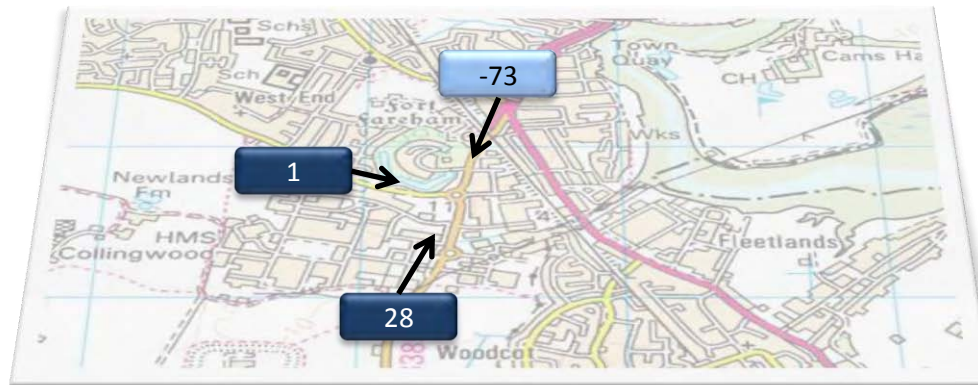 Schs
Town
Quay
Cams Ha
-73
Sch
CH
West End
Fort
Fareham
Wks
1
Newlands
Fm
4
HMS
Collingwood
Fleetlands
28
Woodcot